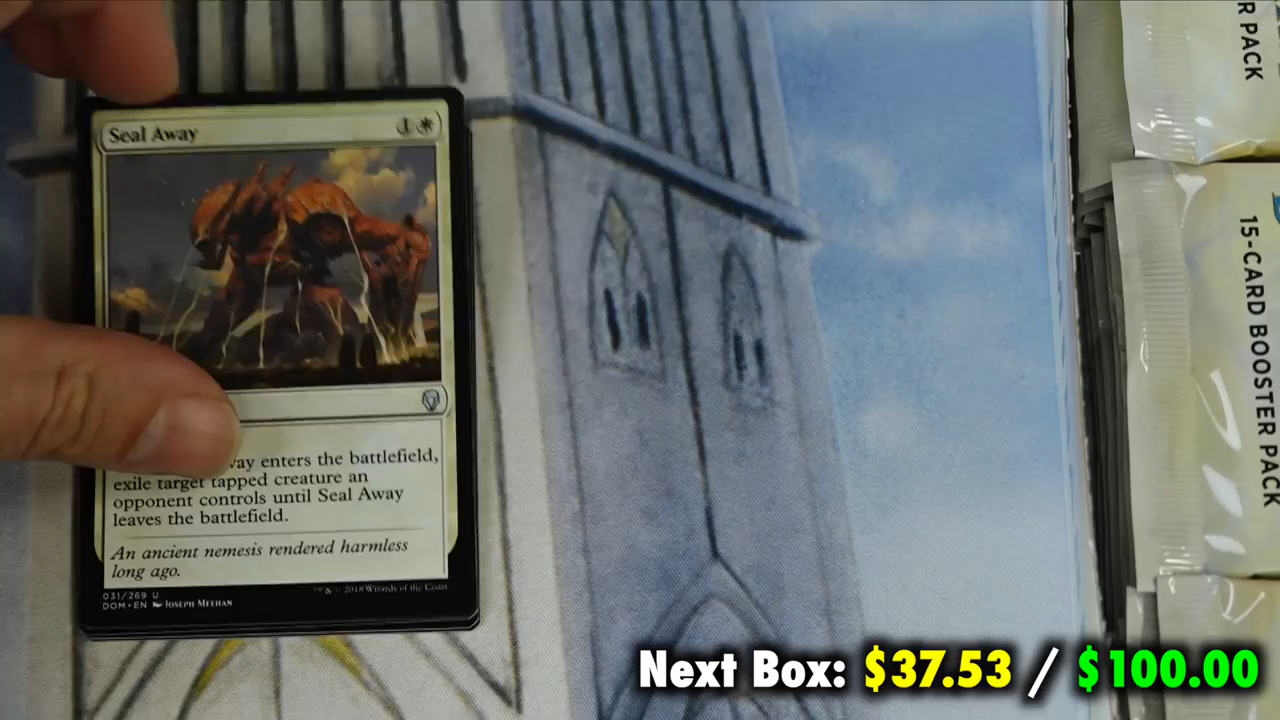 Seal Away 1
way enters the battlefield,
exile target tapped creature an
opponent controls until Seal Away
leaves the battlefield.
An ancient nemesis rendered harmless
long ago.
031/269 U
DOM • EN Joseph Meehan
™ & © 2018 Wizards of the Coast
R PACK
15-CARD BOOSTER PACK
Next Box: $37.53 / $100.00